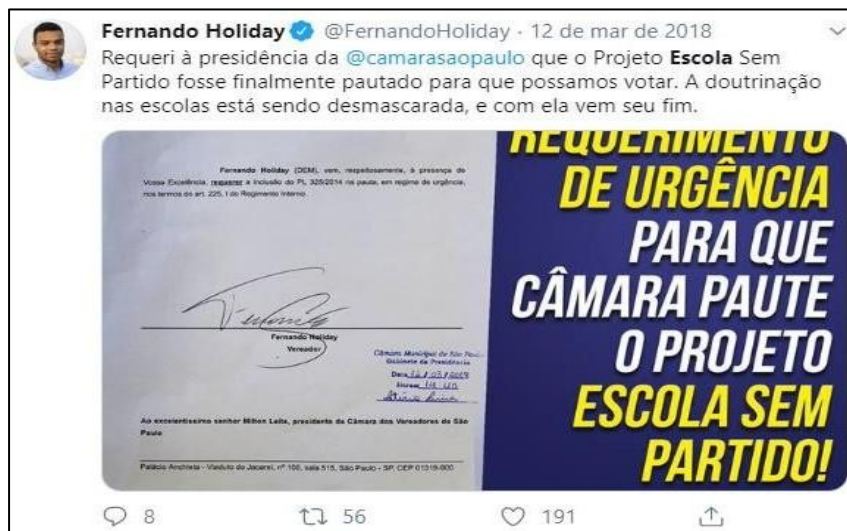 Fernando Holiday @FernandoHoliday · 12 de mar de 2018
Requeri à presidência da @camarasaopaulo que o Projeto Escola Sem
Partido fosse finalmente pautado para que possamos votar. A doutrinação
nas escolas está sendo desmascarada, e com ela vem seu fim.
Fernando Holiday (DEM), vem, respeitosamente, à presença de
Vossa Excelência, requerer a inclusão do PL 325/2014 na pauta, em regime de urgência,
nos termos do art. 225, I do Regimento Interno.
Fernando Holiday
Vereador
Câmara Municipal de São Paulo
Gabinete da Presidência
Data 12/03/
Ao excelentíssimo senhor Milton Leite, presidente da Câmara dos Vereadores de São
Paulo
Palácio Anchieta - Viaduto do Jacareí, nº 100, sala 515, São Paulo - SP, CEP 01319-900
REQUERIMENTO
DE URGÊNCIA
PARA QUE
CÂMARA PAUTE
O PROJETO
ESCOLA SEM
PARTIDO!
8 56 191